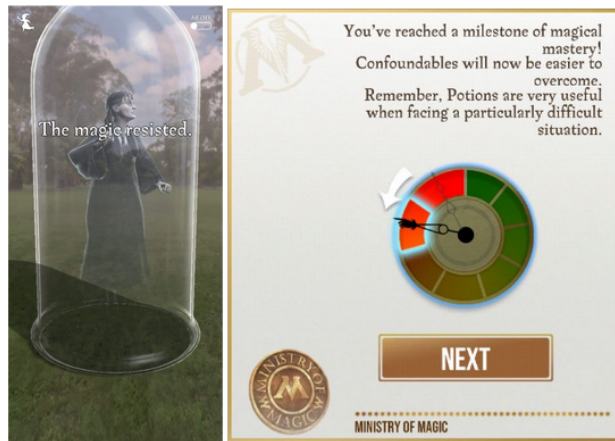 The magic resisted.
You've reached a milestone of magical
mastery!
Confoundables will now be easier to
overcome.
Remember, Potions are very useful
when facing a particularly difficult
situation.
NEXT
MINISTRY OF
MAGIC
M
MINISTRY OF MAGIC